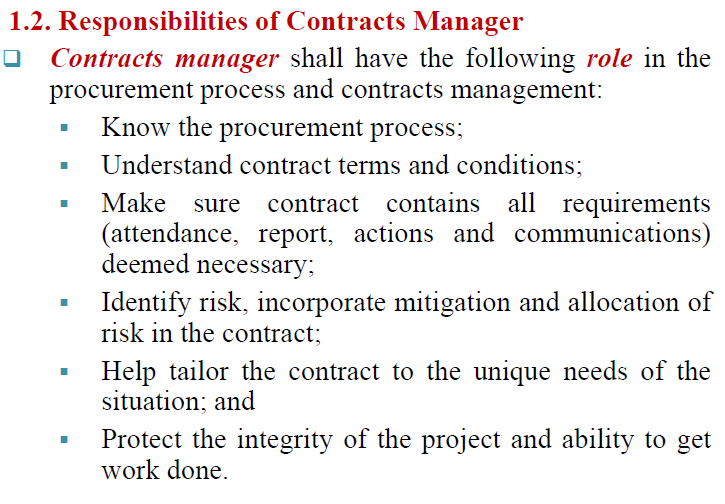 1.2. Responsibilities of Contracts Manager
Contracts manager shall have the following role in the
procurement process and contracts management:
Know the procurement process;
Understand contract terms and conditions;
Make sure contract contains all requirements
(attendance, report, actions and communications)
deemed necessary;
Identify risk, incorporate mitigation and allocation of
risk in the contract;
Help tailor the contract to the unique needs of the
situation; and
Protect the integrity of the project and ability to get
work done.